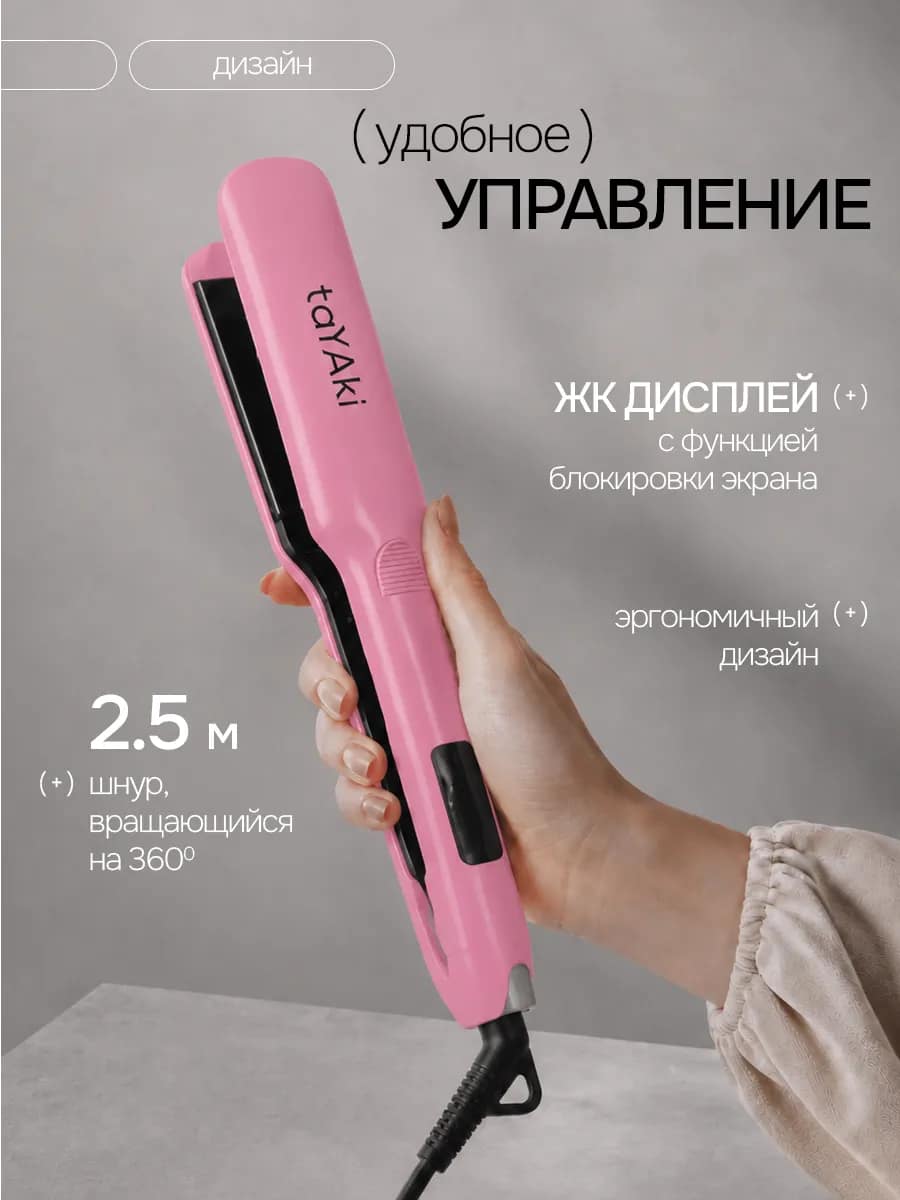 дизайн
( удобное )
УПРАВЛЕНИЕ
taYAki
ЖК ДИСПЛЕЙ (+)
с функцией
блокировки экрана
эргономичный (+)
дизайн
2.5 м
(+) шнур,
вращающийся
на 360⁰